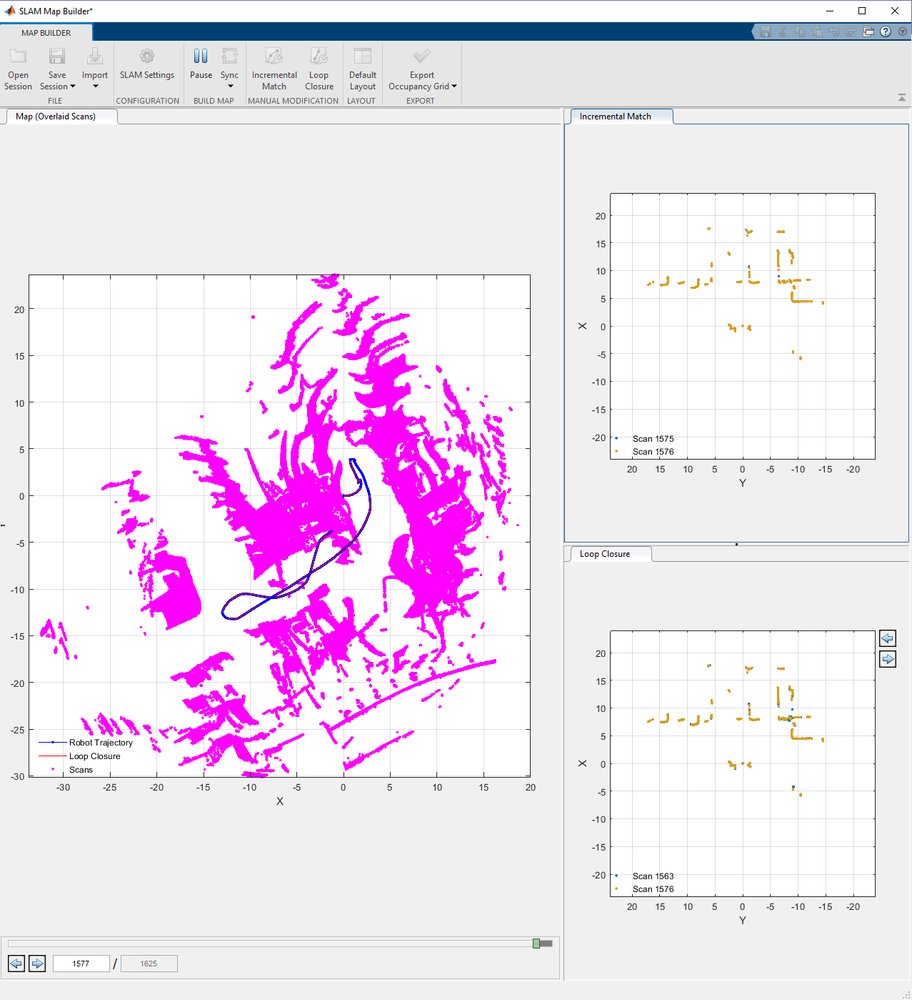 SLAM Map Builder*
MAP BUILDER
Open Session
Save Session
Import
SLAM Settings
Pause
Sync
Incremental Match
Loop Closure
Default Layout
Export Occupancy Grid
FILE
CONFIGURATION
BUILD MAP
MANUAL MODIFICATION
LAYOUT
EXPORT
Map (Overlaid Scans)
20
15
10
5
0
-5
-10
-15
-20
-25
-30
Robot Trajectory
Loop Closure
Scans
-30 -25 -20 -15 -10 -5 0 5 10 15 20
X
1577 / 1625
Incremental Match
20
15
10
5
X
0
-5
-10
-15
-20
Scan 1575
Scan 1576
20 15 10 5 0 -5 -10 -15 -20
Y
Loop Closure
20
15
10
5
X
0
-5
-10
-15
-20
Scan 1563
Scan 1576
20 15 10 5 0 -5 -10 -15 -20
Y